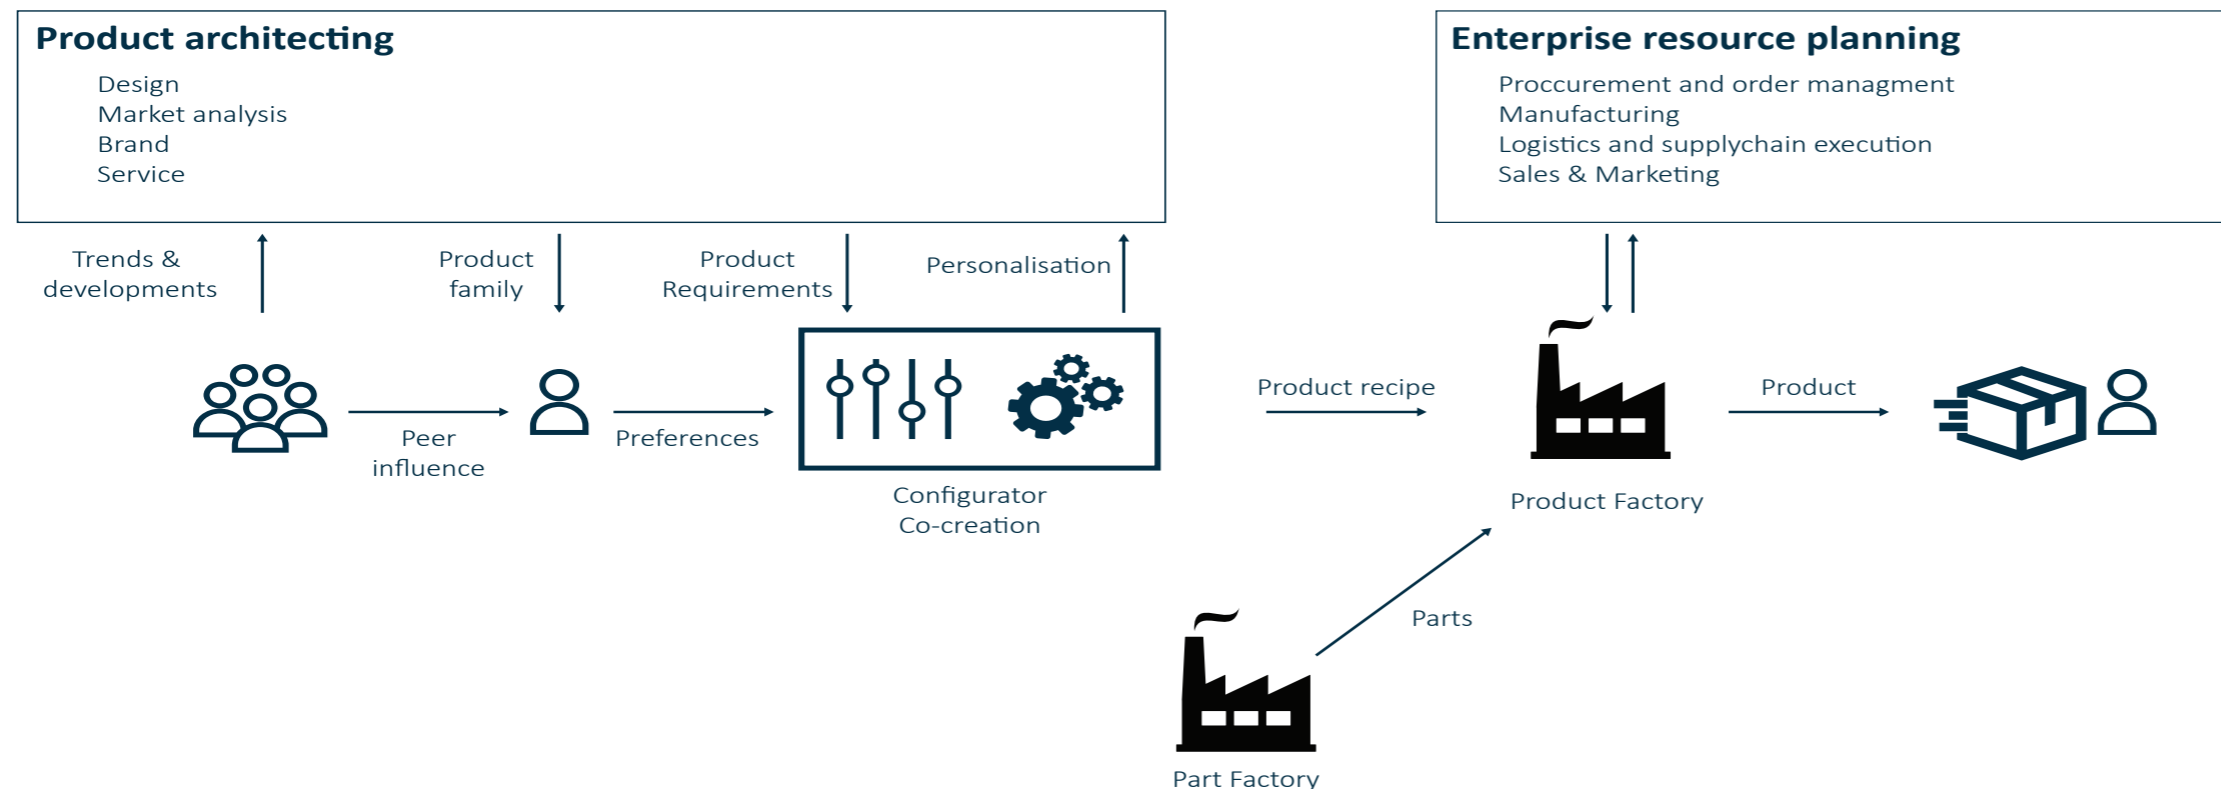 Product architecting
Design
Market analysis
Brand
Service
Enterprise resource planning
Proccurement and order managment
Manufacturing
Logistics and supplychain execution
Sales & Marketing
Trends &
developments
Product
family
Product
Requirements
Personalisation
Peer
influence
Preferences
Configurator
Co-creation
Product recipe
Product Factory
Product
Parts
Part Factory